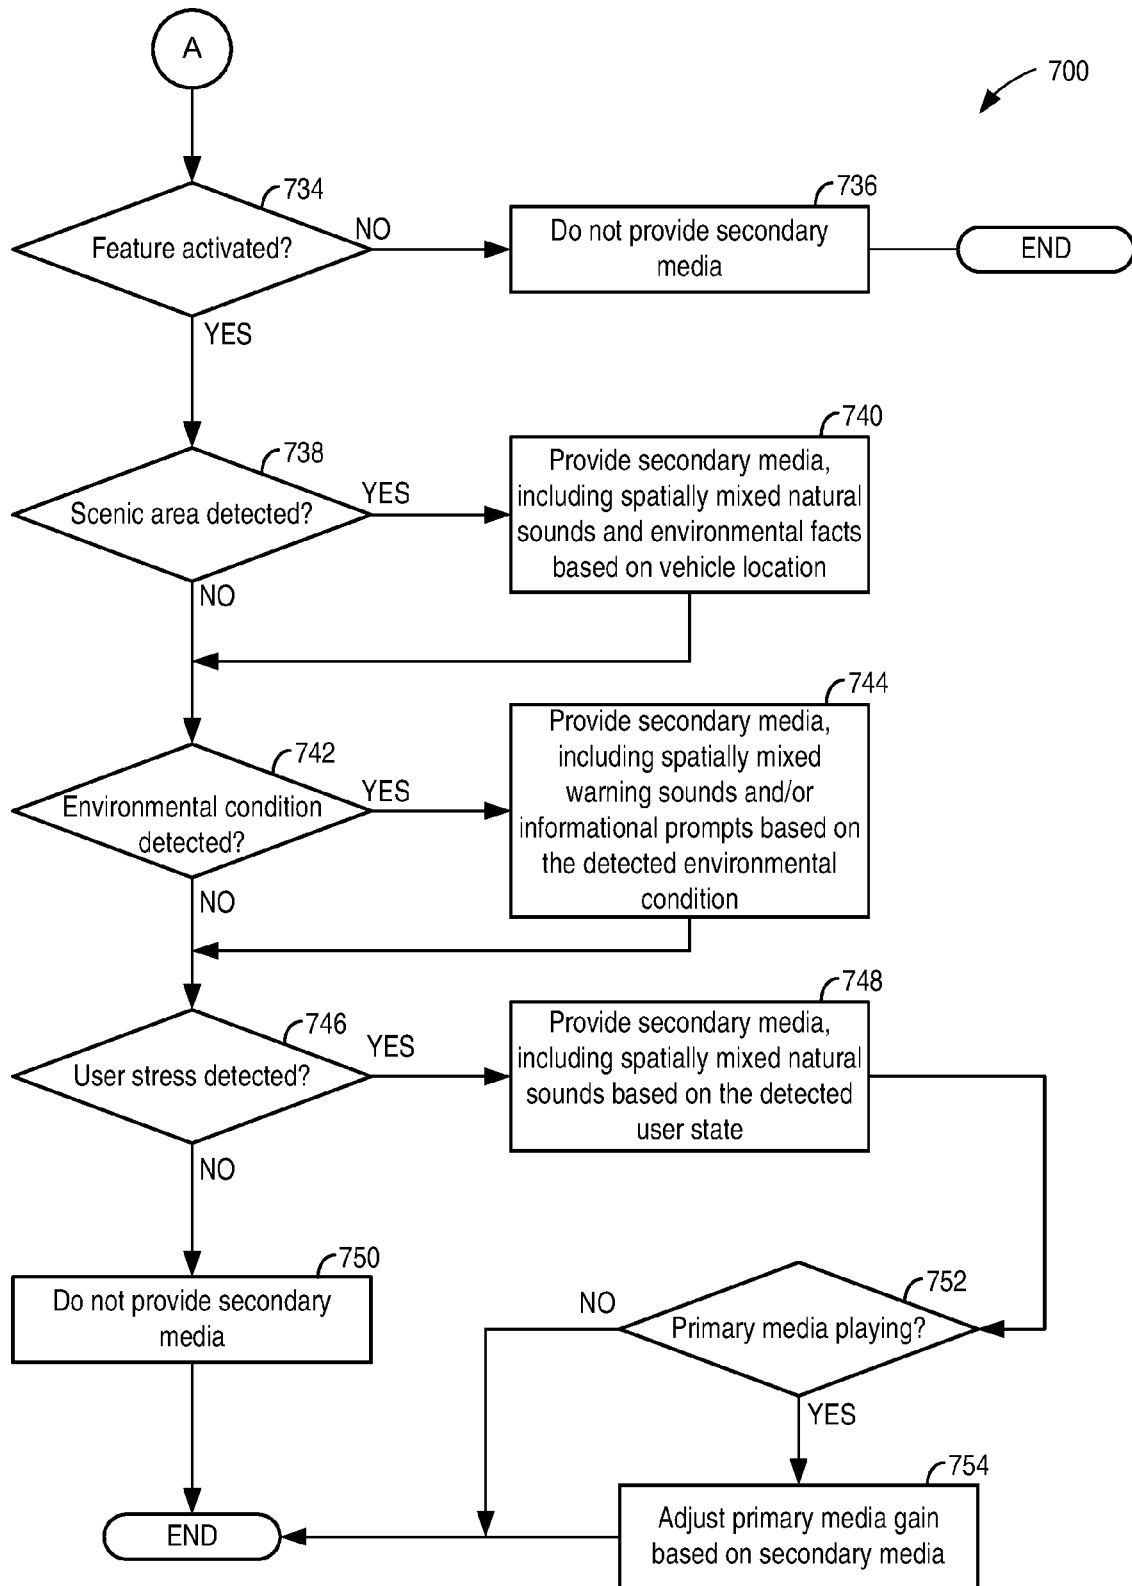 A
700
734
Feature activated?
NO
736
Do not provide secondary
media
END
YES
738
Scenic area detected?
YES
740
Provide secondary media,
including spatially mixed natural
sounds and environmental facts
based on vehicle location
NO
742
Environmental condition
detected?
YES
744
Provide secondary media,
including spatially mixed
warning sounds and/or
informational prompts based on
the detected environmental
condition
NO
746
User stress detected?
YES
748
Provide secondary media,
including spatially mixed natural
sounds based on the detected
user state
NO
750
Do not provide secondary
media
752
Primary media playing?
NO
YES
754
Adjust primary media gain
based on secondary media
END